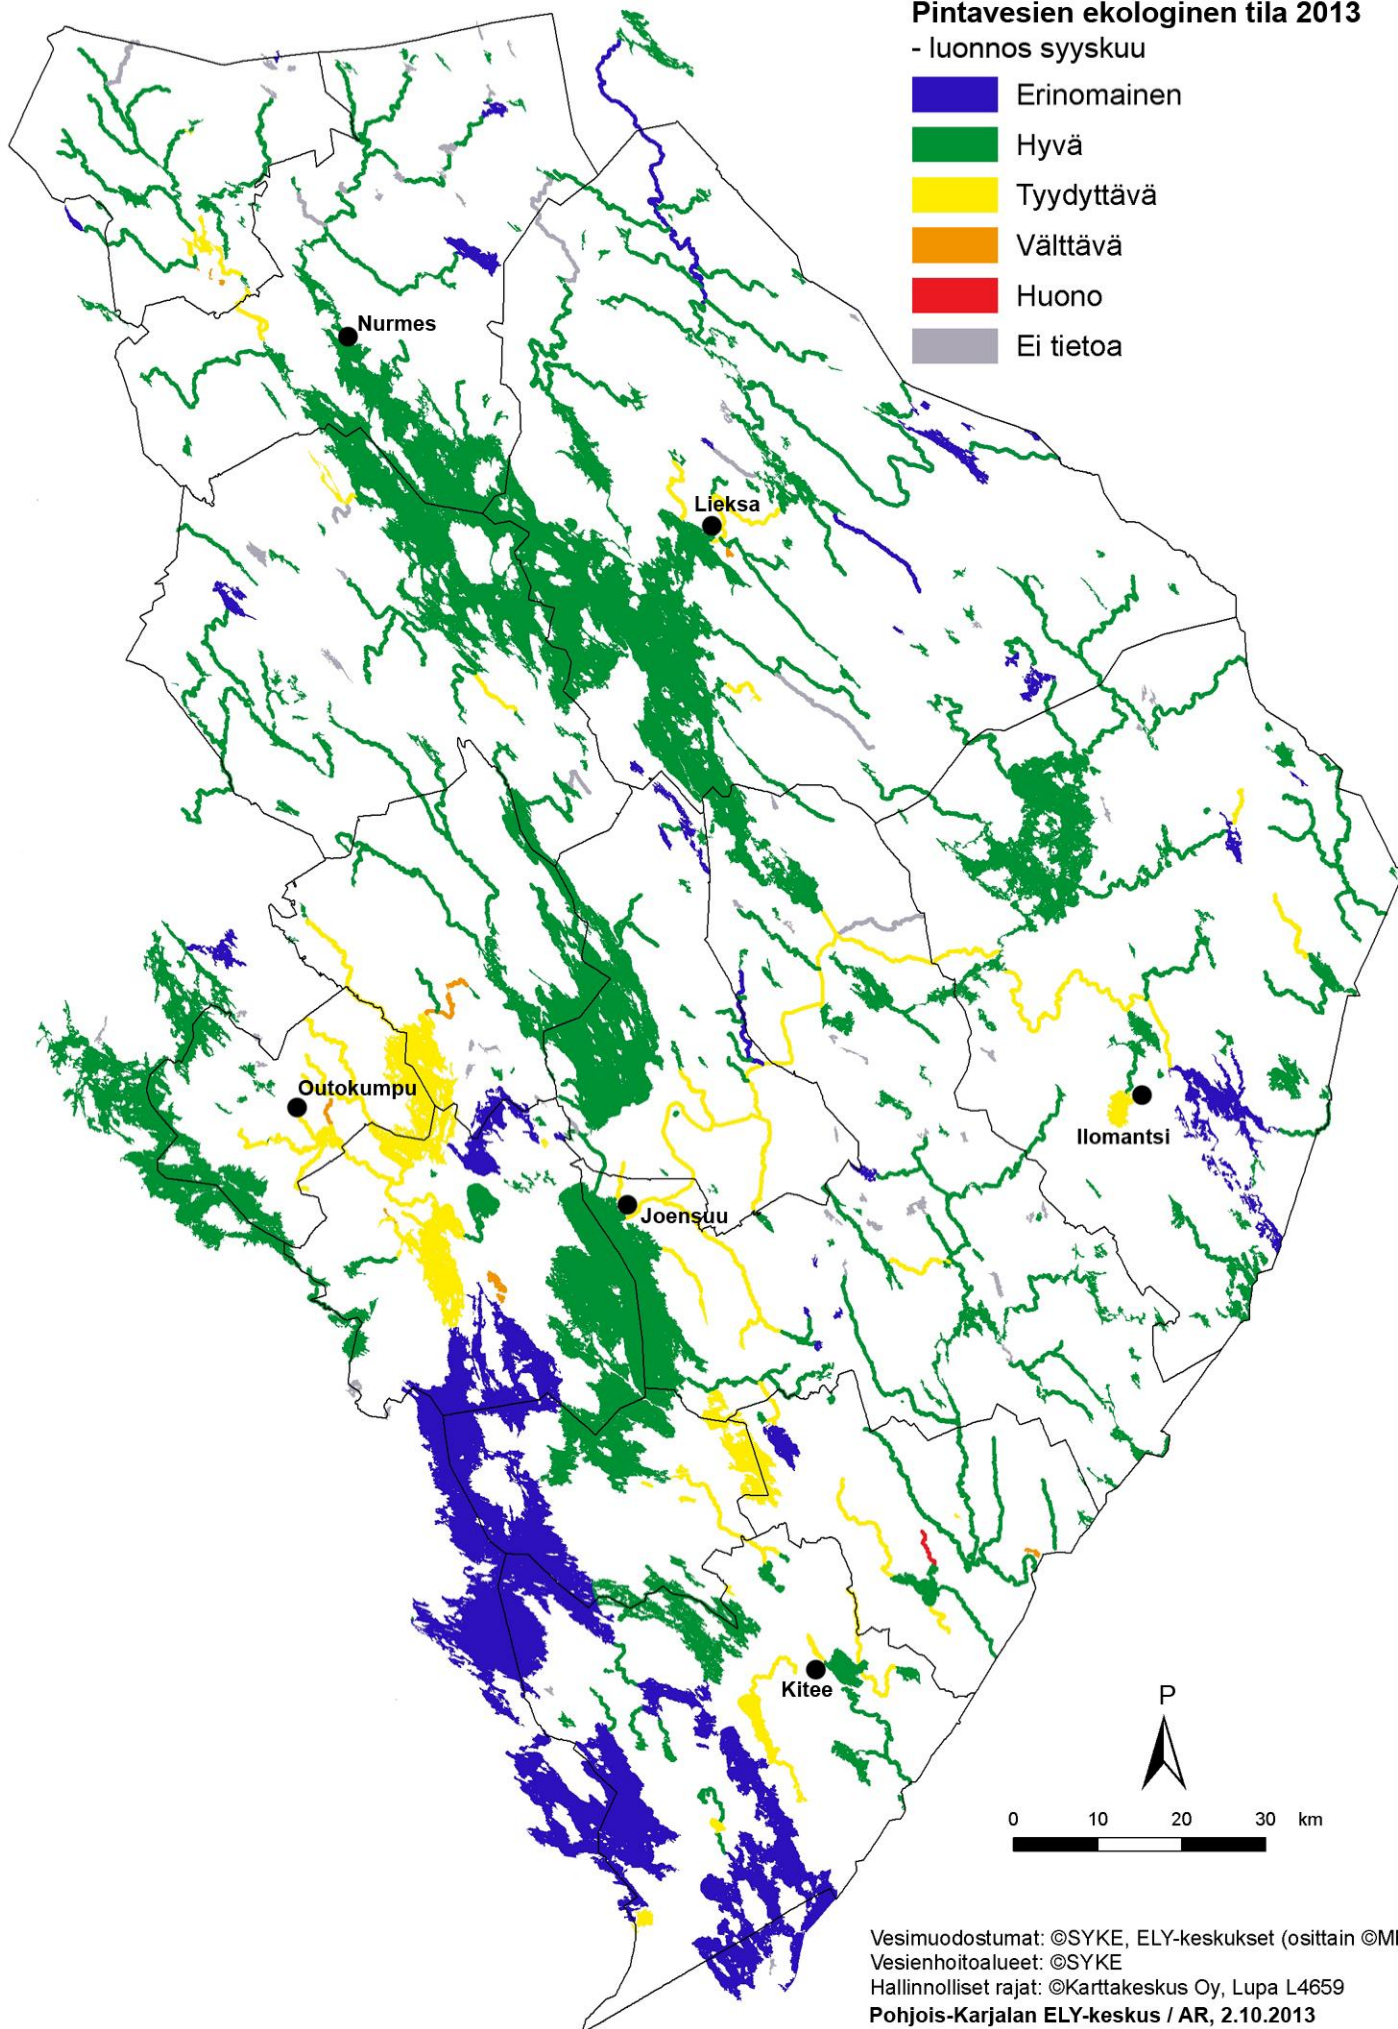 Pintavesien ekologinen tila 2013
- luonnos syyskuu
Erinomainen
Hyvä
Tyydyttävä
Välttävä
Huono
Ei tietoa
Nurmes
Lieksa
Outokumpu
Ilomantsi
Joensuu
Kitee
P
0 10 20 30 km
Vesimuodostumat: ©SYKE, ELY-keskukset (osittain
Vesienhoitoalueet: ©SYKE
Hallinnolliset rajat: ©Karttakeskus Oy, Lupa L4659
Pohjois-Karjalan ELY-keskus / AR, 2.10.2013